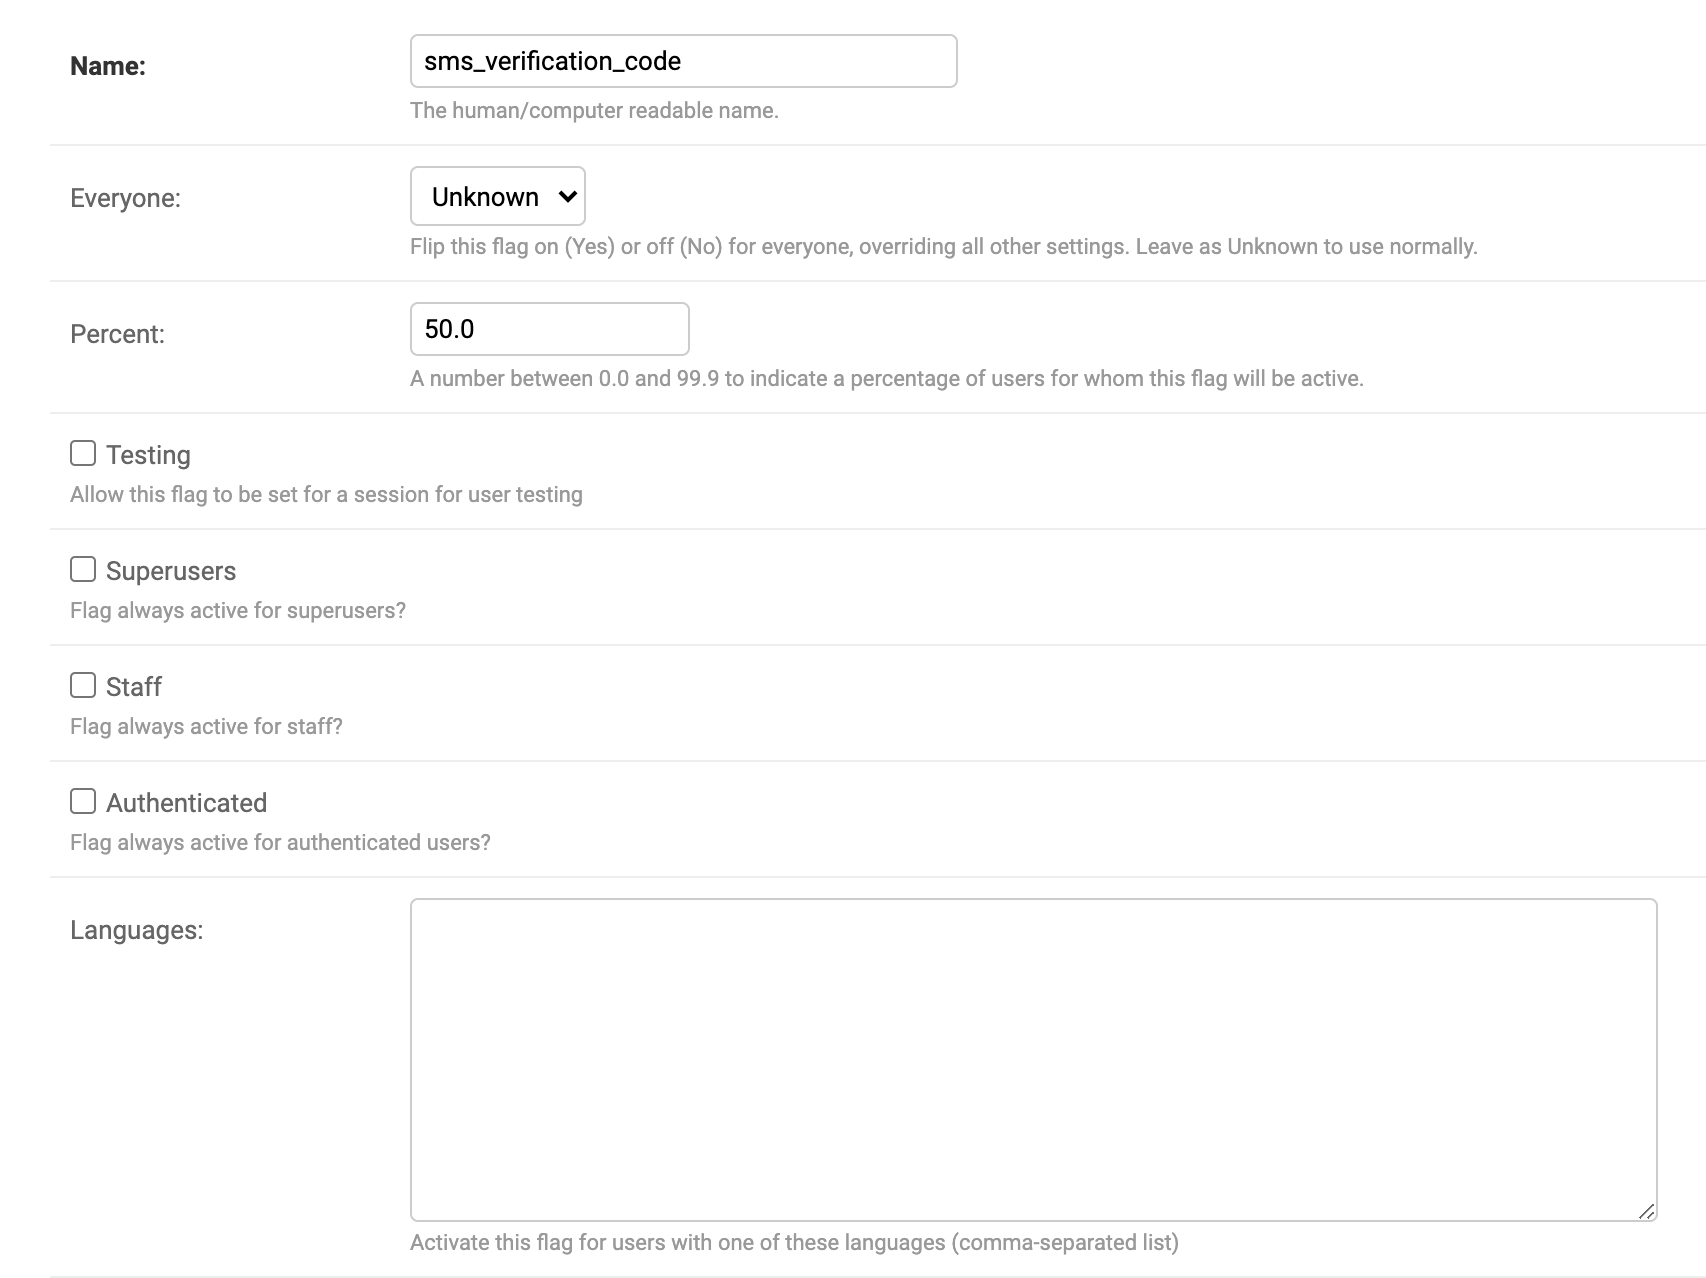 Name:
sms_verification_code
The human/computer readable name.
Everyone:
Unknown
Flip this flag on (Yes) or off (No) for everyone, overriding all other settings. Leave as Unknown to use normally.
Percent:
50.0
A number between 0.0 and 99.9 to indicate a percentage of users for whom this flag will be active.
Testing
Allow this flag to be set for a session for user testing
Superusers
Flag always active for superusers?
Staff
Flag always active for staff?
Authenticated
Flag always active for authenticated users?
Languages:
Activate this flag for users with one of these languages (comma-separated list)